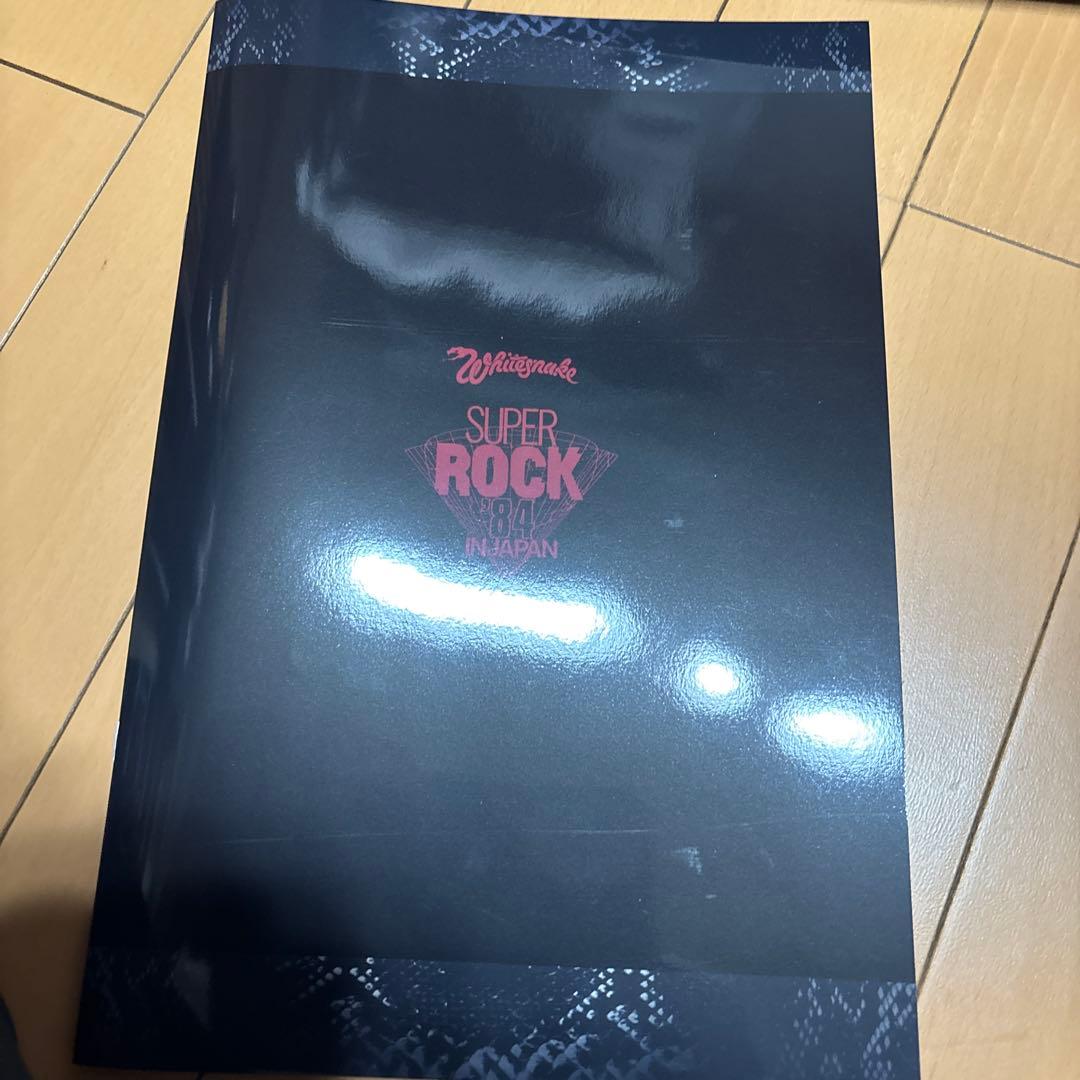 Whitesnake
SUPER
ROCK
'84
IN JAPAN